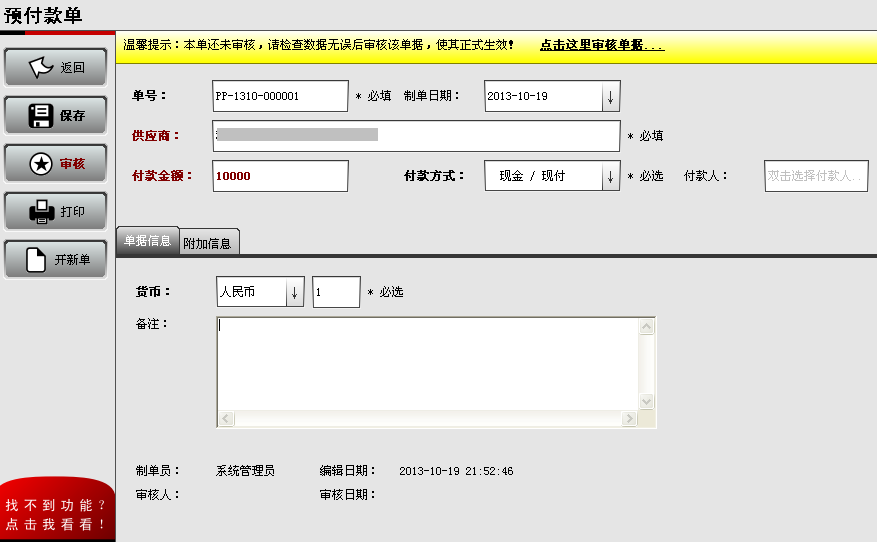 预付款单
温馨提示：本单还未审核，请检查数据无误后审核该单据，使其正式生效！ 点击这里审核单据...
返回
保存
审核
打印
开新单
单号： PP-1310-000001 * 必填 制单日期： 2013-10-19
供应商： * 必填
付款金额： 10000 付款方式： 现金 / 现付 * 必选 付款人： 双击选择付款人..
单据信息 附加信息
货币： 人民币 1 * 必选
备注：
制单员： 系统管理员 编辑日期： 2013-10-19 21:52:46
审核人： 审核日期：
找不到功能？
点击我看看！